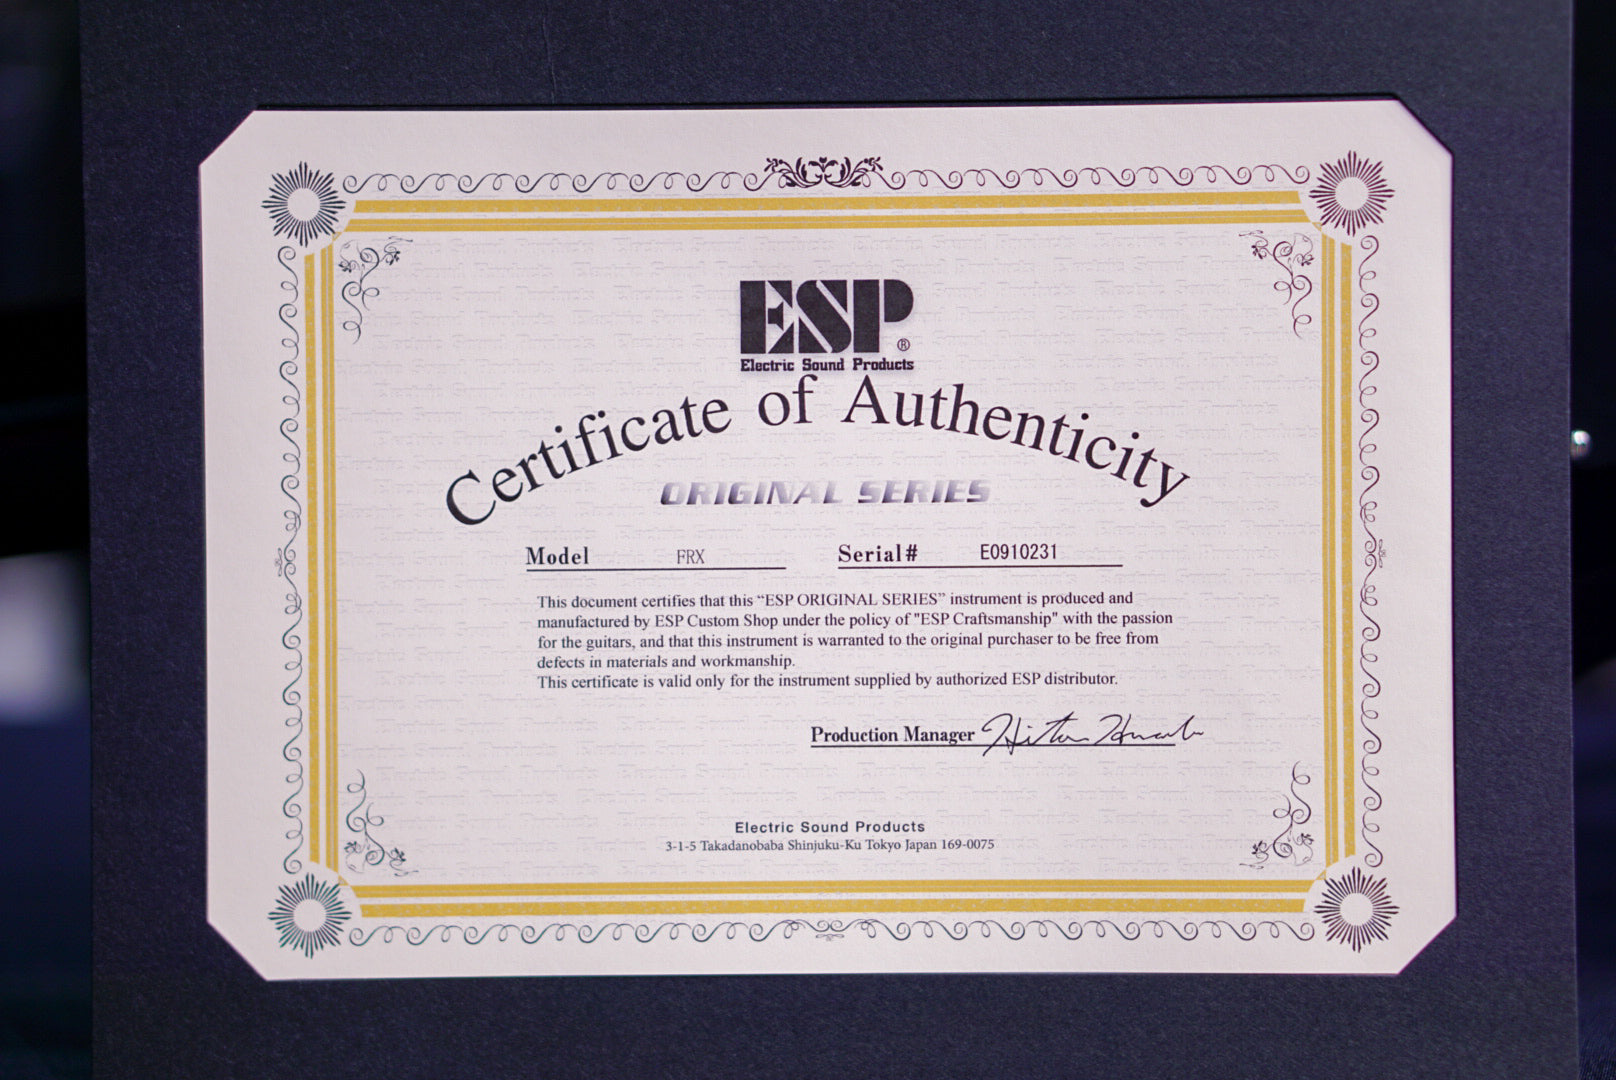 ESP®
Electric Sound Products
Certificate of Authenticity
ORIGINAL SERIES
Model FRX Serial# E0910231
This document certifies that this “ESP ORIGINAL SERIES” instrument is produced and
manufactured by ESP Custom Shop under the policy of "ESP Craftsmanship" with the passion
for the guitars, and that this instrument is warranted to the original purchaser to be free from
defects in materials and workmanship.
This certificate is valid only for the instrument supplied by authorized ESP distributor.
Production Manager
Electric Sound Products
3-1-5 Takadanobaba Shinjuku-Ku Tokyo Japan 169-0075